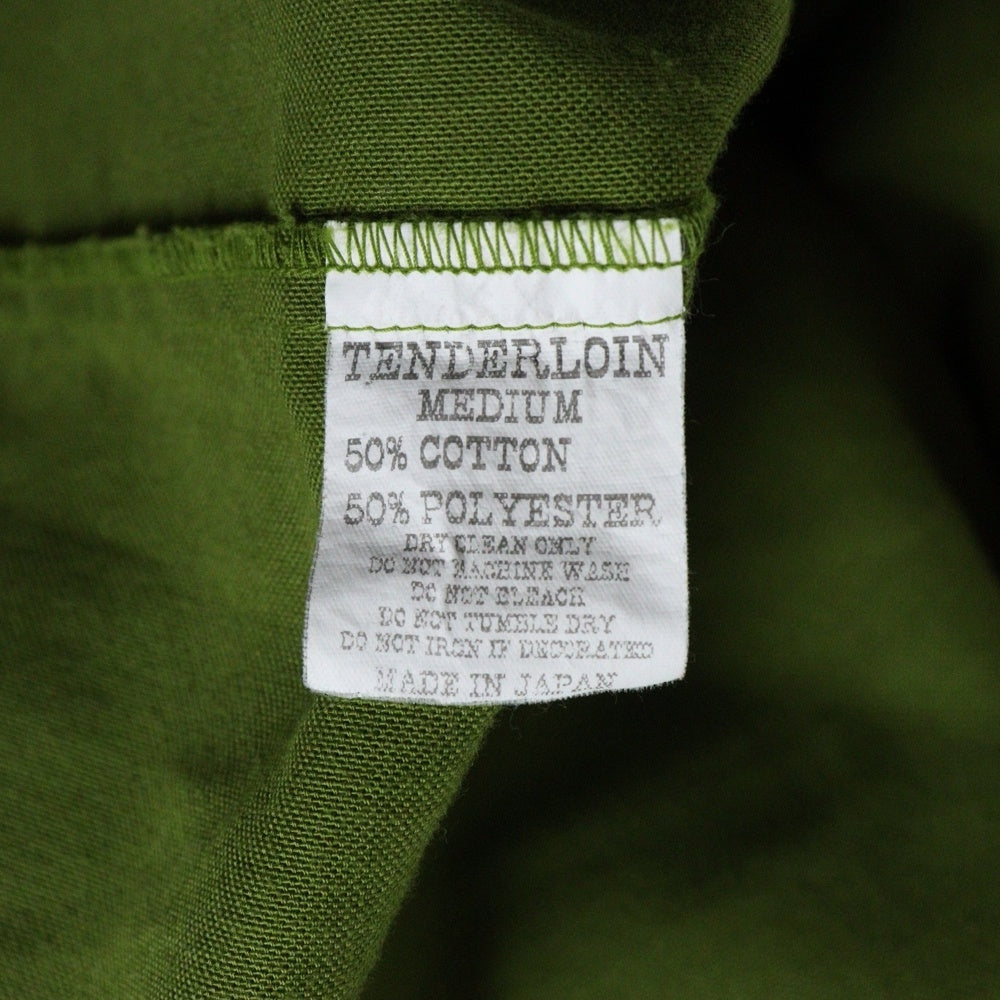 TENDERLOIN
MEDIUM
50% COTTON
50% POLYESTER
DRY CLEAN ONLY
DO NOT MACHINE WASH
DO NOT BLEACH
DO NOT TUMBLE DRY
DO NOT IRON IF DECORATED
MADE IN JAPAN